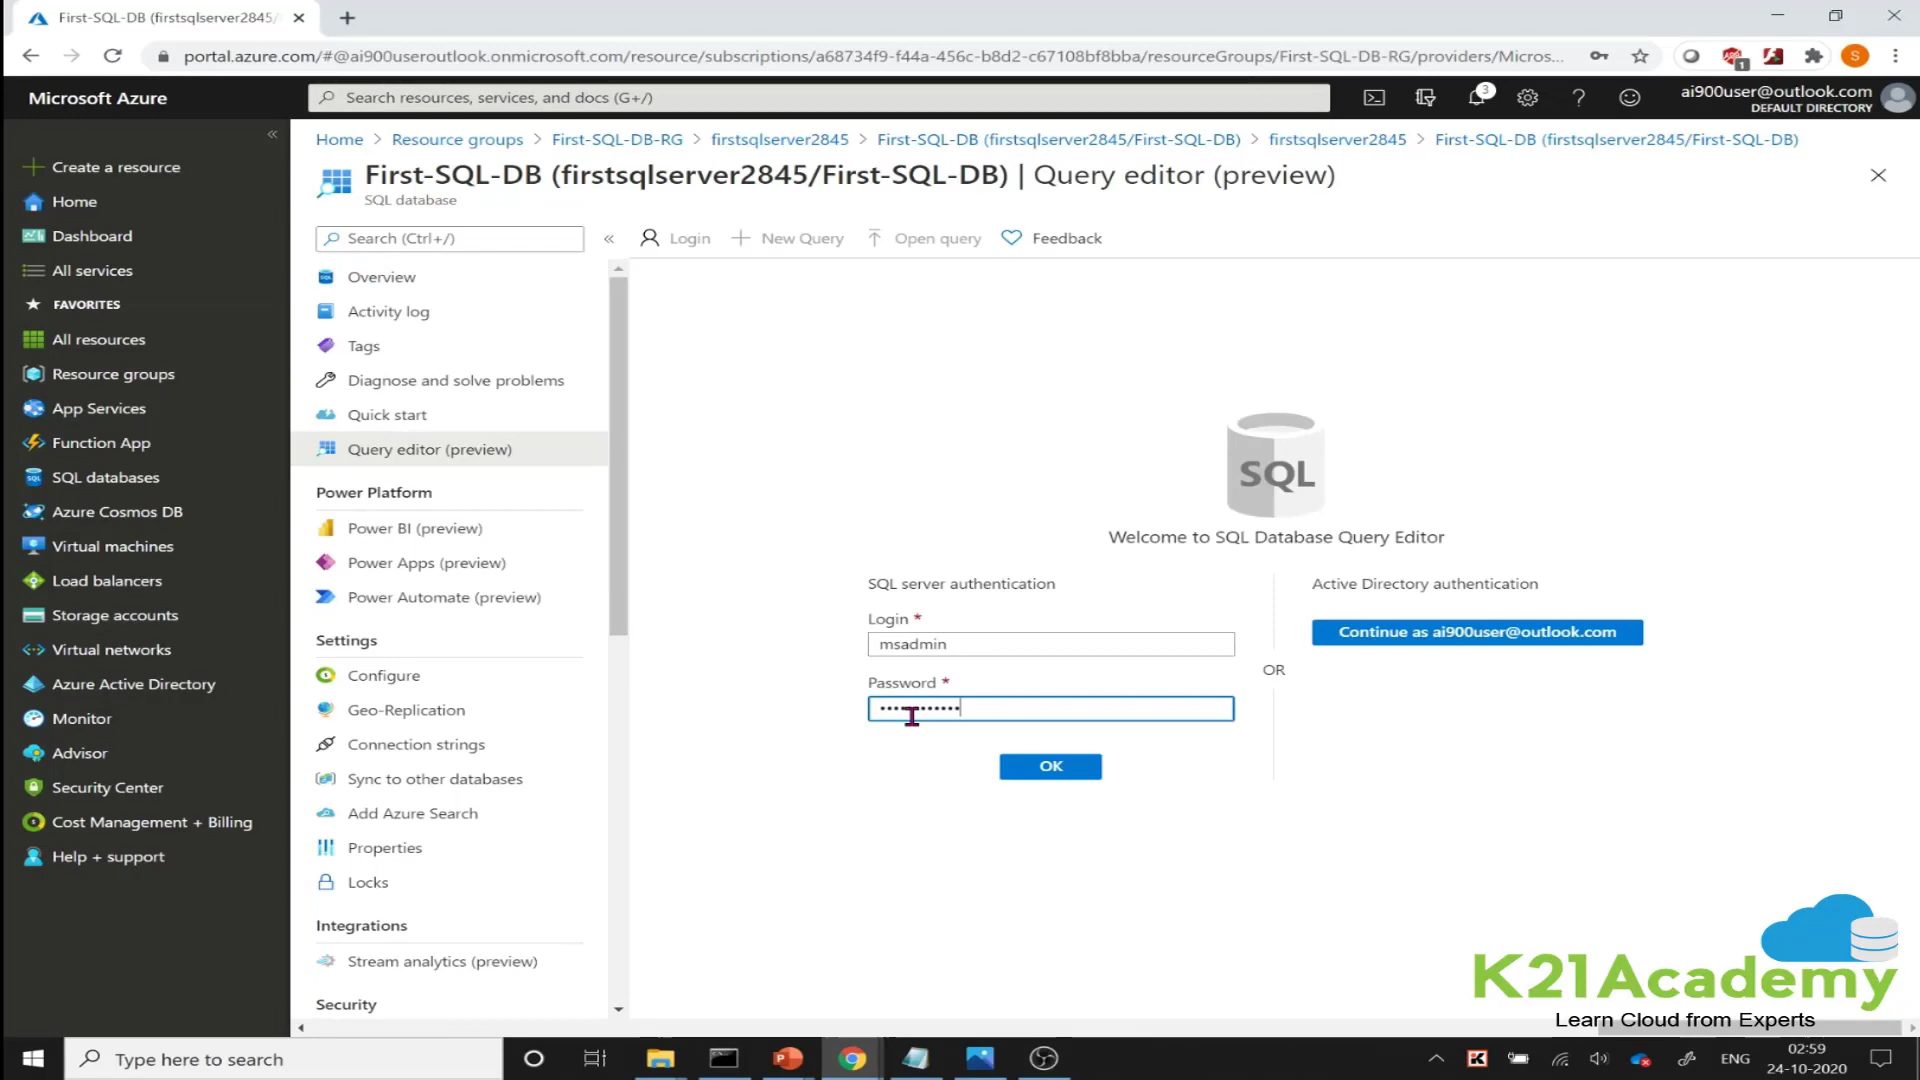 First-SQL-DB (firstsqlserver2845/
portal.azure.com/#@ai900useroutlook.onmicrosoft.com/resource/subscriptions/a68734f9-f44a-456c-b8d2-c67108bf8bba/resourceGroups/First-SQL-DB-RG/providers/Micros...
1
S
Microsoft Azure
Search resources, services, and docs (G+/)
3
ai900user@outlook.com
DEFAULT DIRECTORY
Create a resource
Home
Dashboard
All services
FAVORITES
All resources
Resource groups
App Services
Function App
SQL databases
Azure Cosmos DB
Virtual machines
Load balancers
Storage accounts
Virtual networks
Azure Active Directory
Monitor
Advisor
Security Center
Cost Management + Billing
Help + support
Home > Resource groups > First-SQL-DB-RG > firstsqlserver2845 > First-SQL-DB (firstsqlserver2845/First-SQL-DB) > firstsqlserver2845 > First-SQL-DB (firstsqlserver2845/First-SQL-DB)
First-SQL-DB (firstsqlserver2845/First-SQL-DB) | Query editor (preview)
SQL database
Search (Ctrl+/)
Overview
Activity log
Tags
Diagnose and solve problems
Quick start
Query editor (preview)
Power Platform
Power BI (preview)
Power Apps (preview)
Power Automate (preview)
Settings
Configure
Geo-Replication
Connection strings
Sync to other databases
Add Azure Search
Properties
Locks
Integrations
Stream analytics (preview)
Security
Login
New Query
Open query
Feedback
SQL
Welcome to SQL Database Query Editor
SQL server authentication
Login *
msadmin
Password *
OK
OR
Active Directory authentication
Continue as ai900user@outlook.com
K21Academy
Learn Cloud from Experts
Type here to search
ENG
02:59
24-10-2020